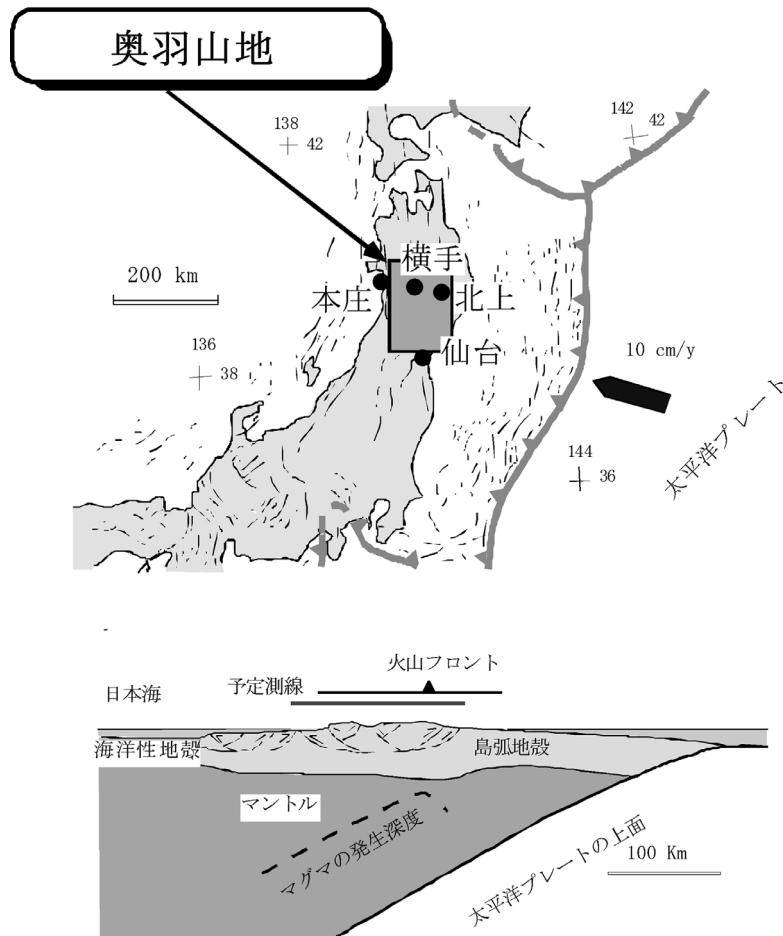 奥羽山地
138
42
142
42
横手
200 km
本庄
北上
136
38
仙台
10 cm/y
144
36
太平洋プレート
火山フロント
日本海
予定測線
海洋性地殻
島弧地殻
マントル
マグマの発生深度
太平洋プレートの上面
100 Km